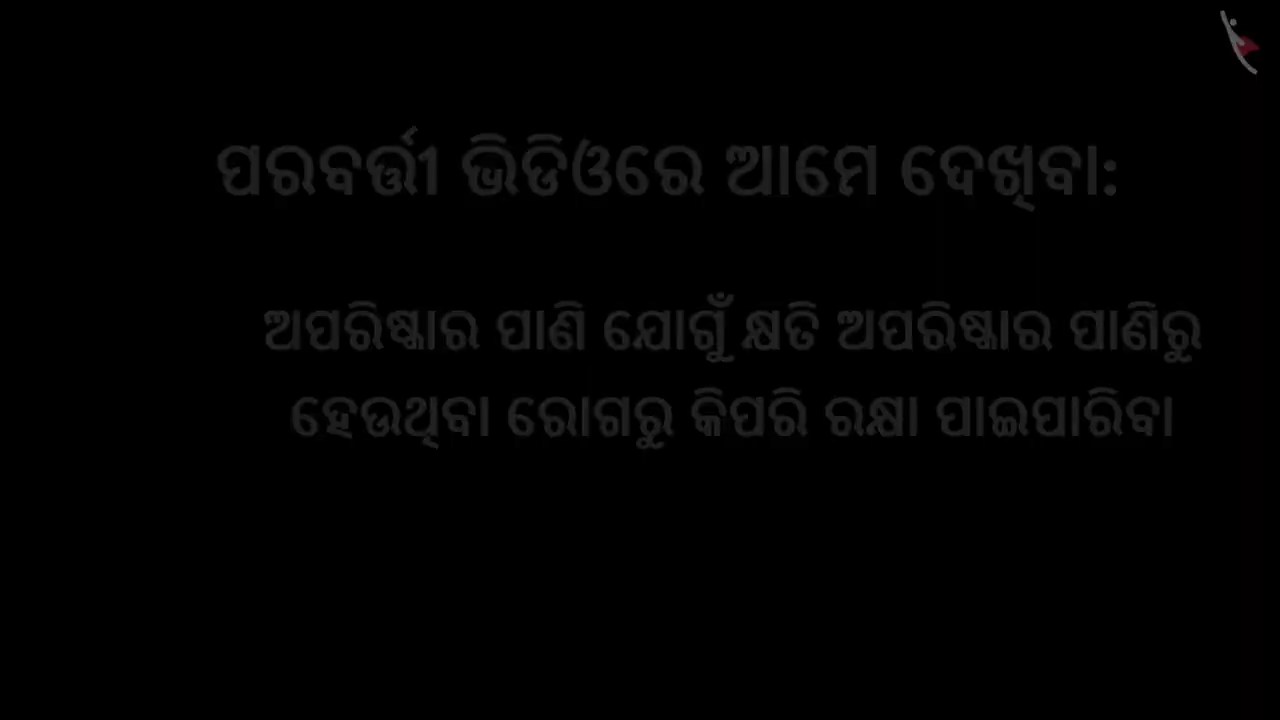 ପରବର୍ତ୍ତୀ ଭିଡିଓରେ ଆମେ ଦେଖିବା:
ଅପରିଷ୍କାର ପାଣି ଯୋଗୁଁ କ୍ଷତି ଅପରିଷ୍କାର ପାଣିରୁ
ହେଉଥିବା ରୋଗରୁ କିପରି ରକ୍ଷା ପାଇପାରିବା